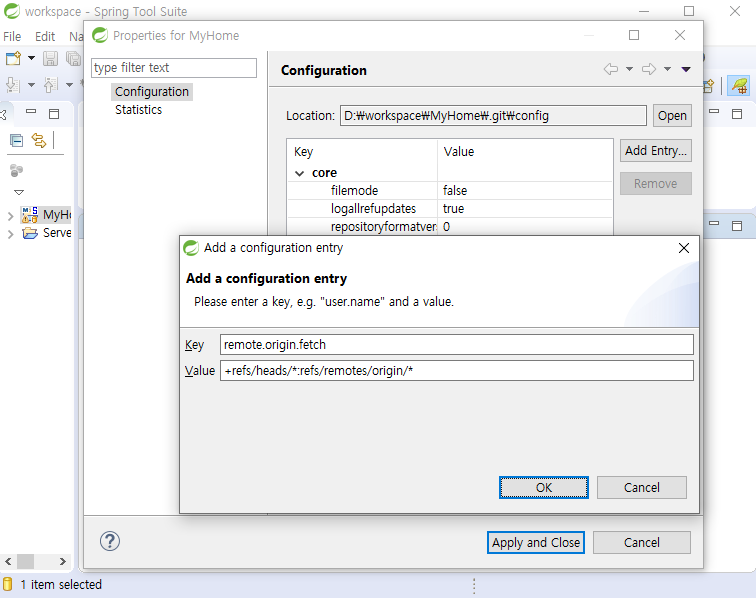 workspace - Spring Tool Suite
File Edit Na
Properties for MyHome
type filter text
Configuration
Statistics
Configuration
Location: D:₩workspace₩MyHome₩.git₩config Open
Key Value Add Entry...
core
filemode false Remove
logallrefupdates true
repositoryformatver: 0
MyHo
Serve
Add a configuration entry
Add a configuration entry
Please enter a key, e.g. "user.name" and a value.
Key remote.origin.fetch
Value +refs/heads/*:refs/remotes/origin/*
OK Cancel
Apply and Close Cancel
1 item selected